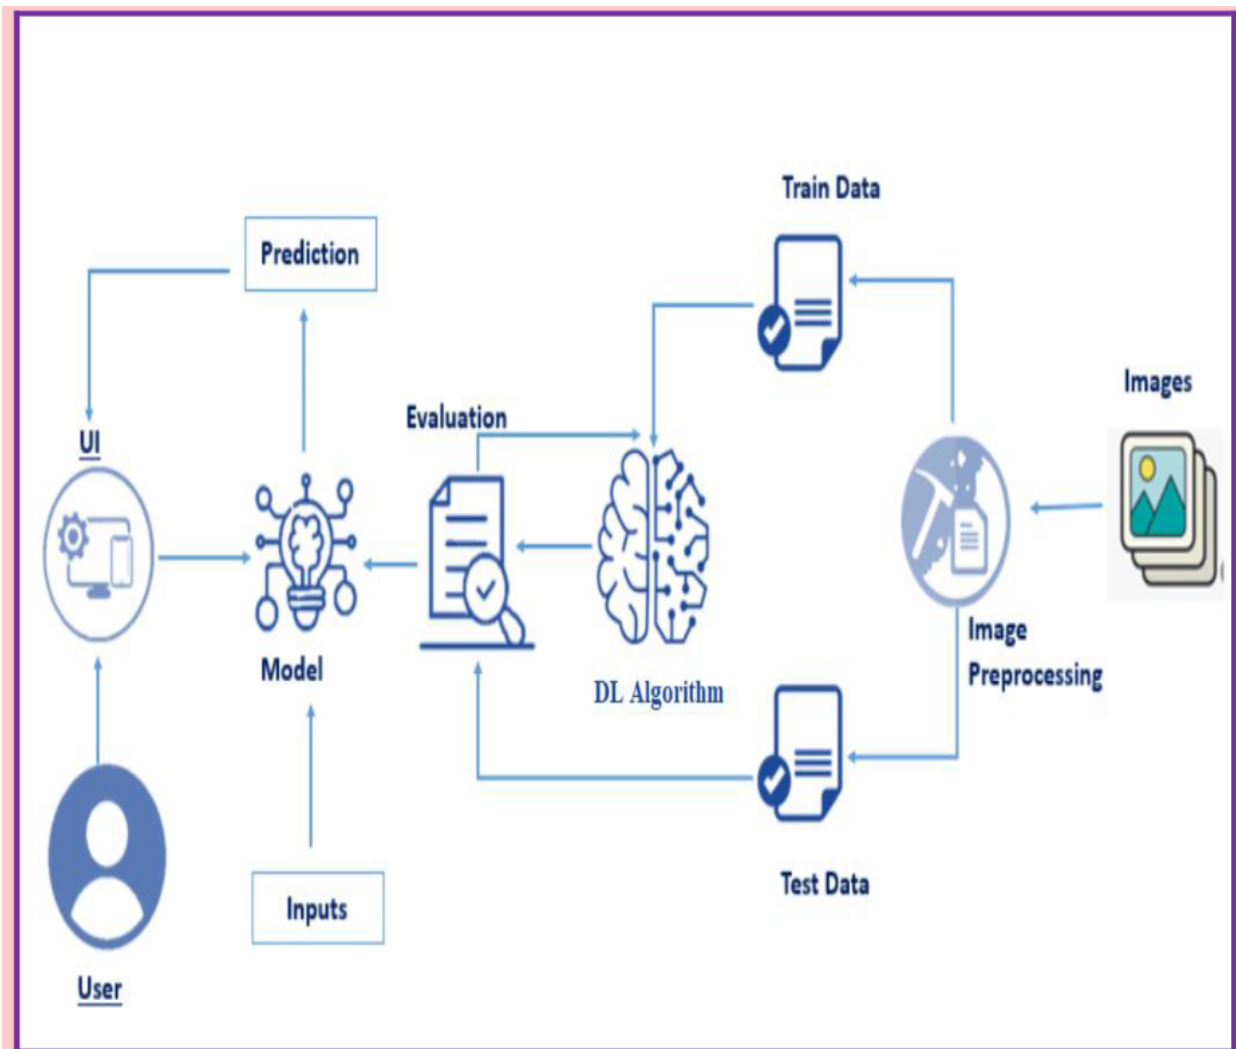 Train Data
Prediction
Images
Evaluation
UI
Image
Preprocessing
Model
DL Algorithm
Test Data
Inputs
User